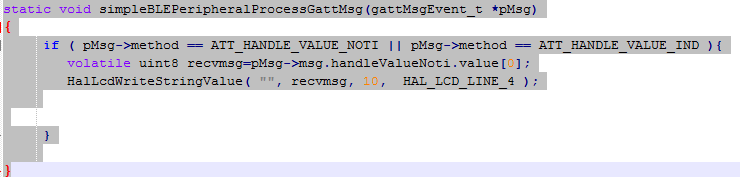 static void simpleBLEPeripheralProcessGattMsg(gattMsgEvent_t *pMsg)
{
if ( pMsg->method == ATT_HANDLE_VALUE_NOTI || pMsg->method == ATT_HANDLE_VALUE_IND ){
volatile uint8 recvmsg=pMsg->msg.handleValueNoti.value[0];
HalLcdWriteStringValue( "", recvmsg, 10,  HAL_LCD_LINE_4 );
}
}